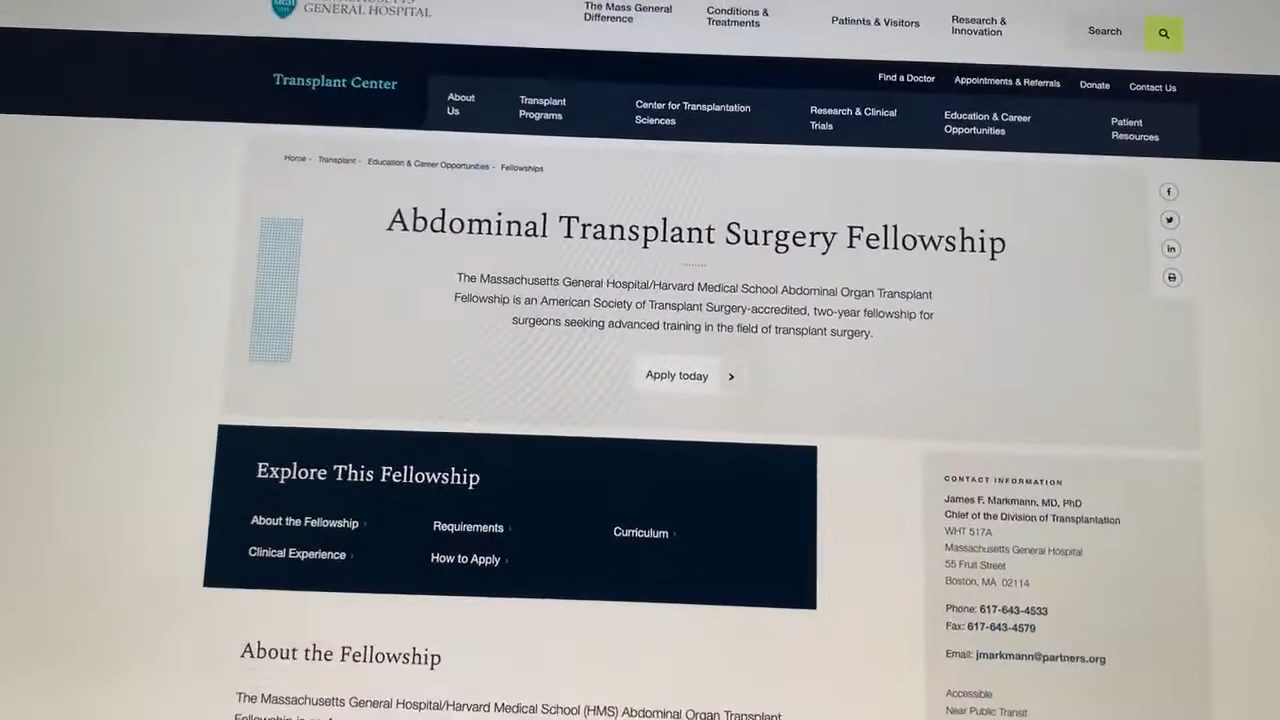 GENERAL HOSPITAL
The Mass General
Difference
Conditions &
Treatments
Patients & Visitors
Research &
Innovation
Search
Transplant Center
Find a Doctor
Appointments & Referrals
Donate
Contact Us
About
Us
Transplant
Programs
Center for Transplantation
Sciences
Research & Clinical
Trials
Education & Career
Opportunities
Patient
Resources
Home - Transplant - Education & Career Opportunities - Fellowships
Abdominal Transplant Surgery Fellowship
The Massachusetts General Hospital/Harvard Medical School Abdominal Organ Transplant
Fellowship is an American Society of Transplant Surgery-accredited, two-year fellowship for
surgeons seeking advanced training in the field of transplant surgery.
Apply today
Explore This Fellowship
About the Fellowship
Requirements
Curriculum
Clinical Experience
How to Apply
CONTACT INFORMATION
James F. Markmann, MD, PhD
Chief of the Division of Transplantation
WHT 517A
Massachusetts General Hospital
55 Fruit Street
Boston, MA 02114
Phone: 617-643-4533
Fax: 617-643-4579
Email: jmarkmann@partners.org
Accessible
Near Public Transit
About the Fellowship
The Massachusetts General Hospital/Harvard Medical School (HMS) Abdominal Organ Transplant